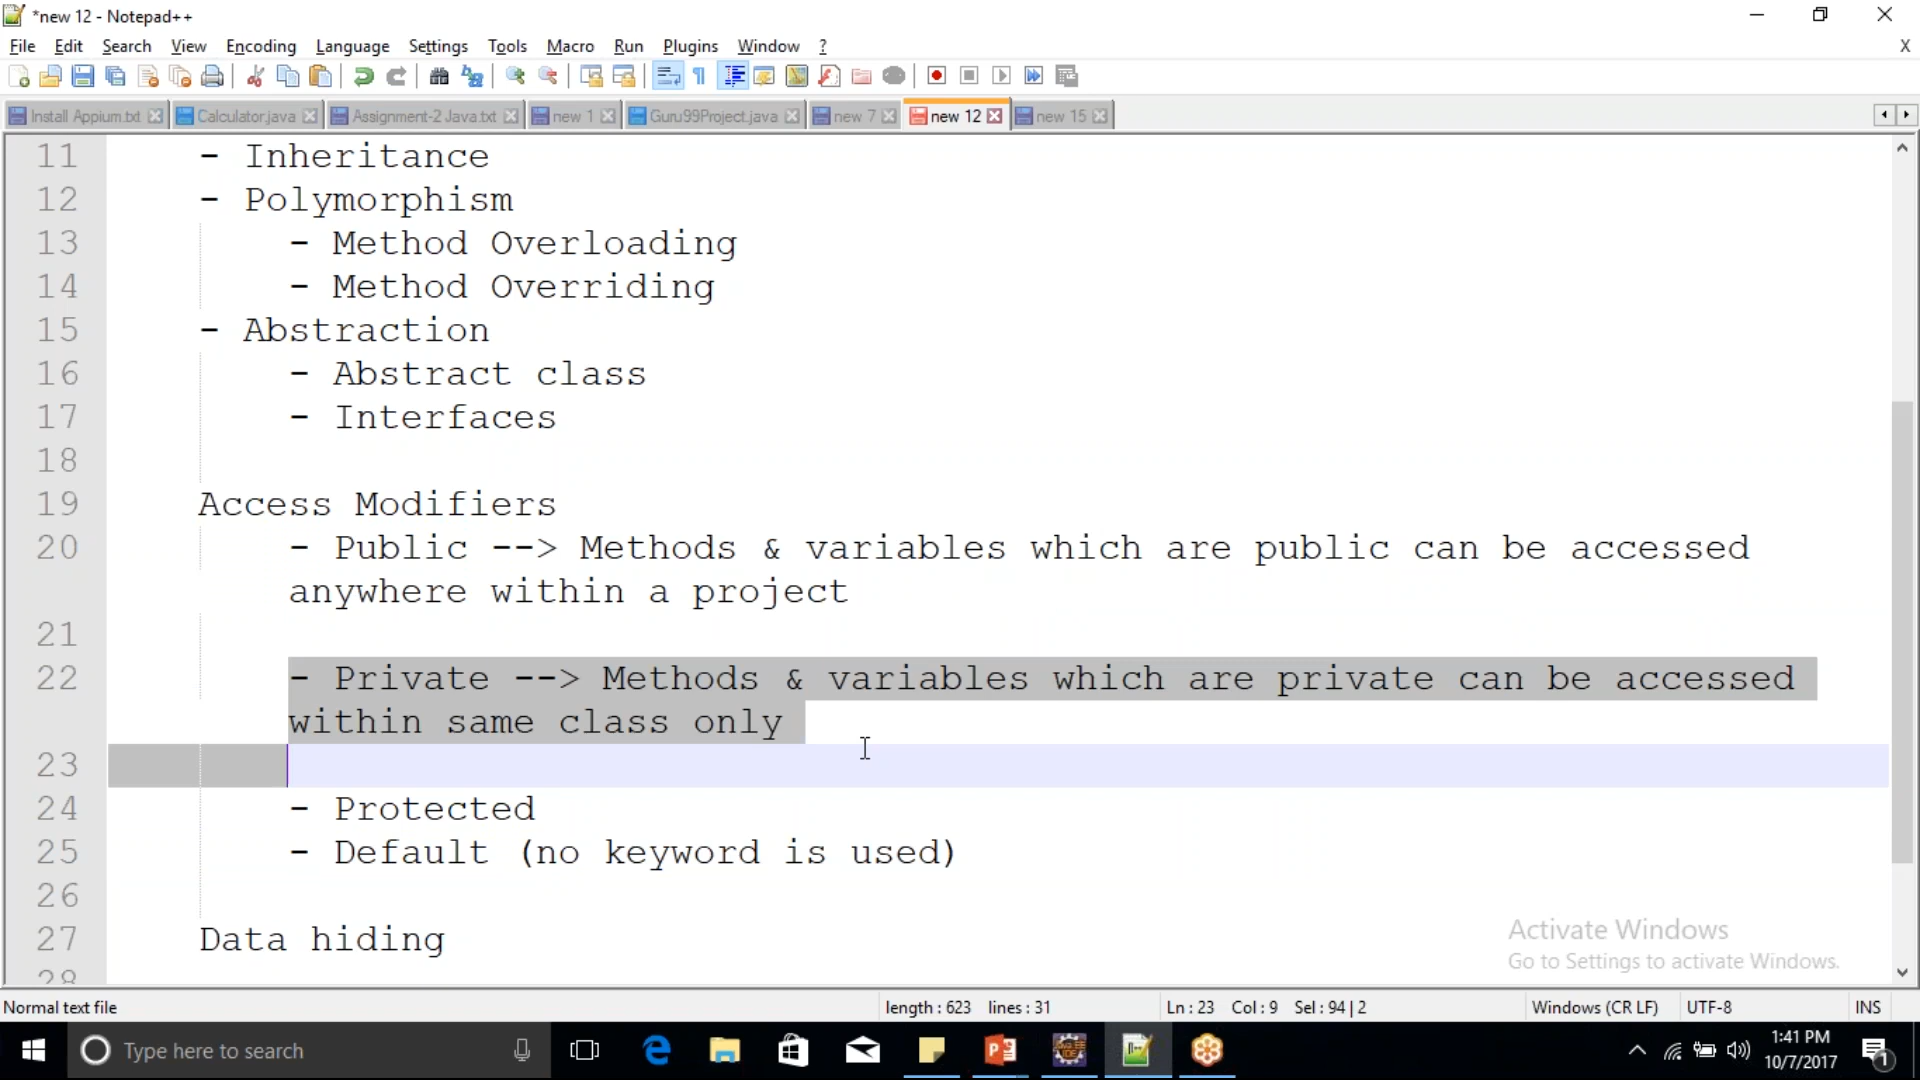 *new 12 - Notepad++
File Edit Search View Encoding Language Settings Tools Macro Run Plugins Window ? X
Install Appium.txt Calculator.java Assignment-2 Java.txt new 1 Guru99Project.java new 7 new 12 new 15
11 - Inheritance
12 - Polymorphism
13 - Method Overloading
14 - Method Overriding
15 - Abstraction
16 - Abstract class
17 - Interfaces
18
19 Access Modifiers
20 - Public --> Methods & variables which are public can be accessed
anywhere within a project
21
22 - Private --> Methods & variables which are private can be accessed
within same class only
23
24 - Protected
25 - Default (no keyword is used)
26
27 Data hiding
28
Activate Windows
Go to Settings to activate Windows.
Normal text file length : 623 lines : 31 Ln : 23 Col : 9 Sel : 94 | 2 Windows (CR LF) UTF-8 INS
Type here to search
1:41 PM
10/7/2017
1